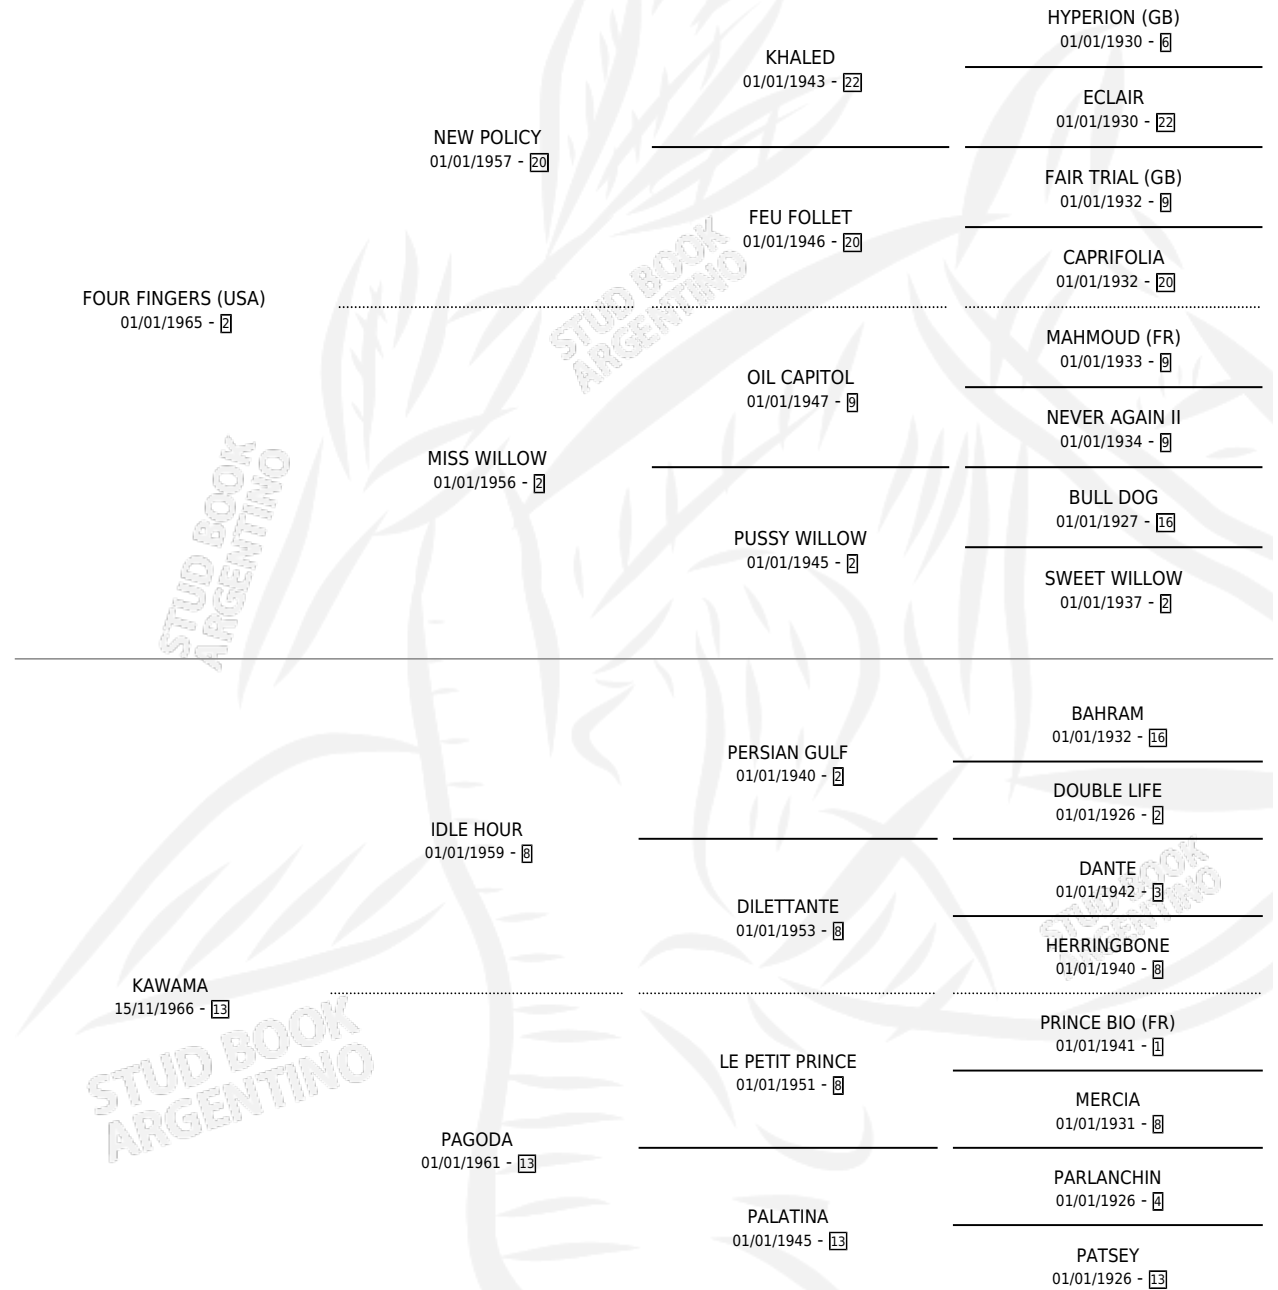 HYPERION (GB)
01/01/1930 - 6
KHALED
01/01/1943 - 22
ECLAIR
01/01/1930 - 22
NEW POLICY
01/01/1957 - 20
FAIR TRIAL (GB)
01/01/1932 - 9
FEU FOLLET
01/01/1946 - 20
CAPRIFOLIA
01/01/1932 - 20
FOUR FINGERS (USA)
01/01/1965 - 2
STUD BOOK
ARGENTINO
MAHMOUD (FR)
01/01/1933 - 9
OIL CAPITOL
01/01/1947 - 9
NEVER AGAIN II
01/01/1934 - 9
MISS WILLOW
01/01/1956 - 2
BULL DOG
01/01/1927 - 16
PUSSY WILLOW
01/01/1945 - 2
SWEET WILLOW
01/01/1937 - 2
STUD BOOK
ARGENTINO
BAHRAM
01/01/1932 - 16
PERSIAN GULF
01/01/1940 - 2
DOUBLE LIFE
01/01/1926 - 2
IDLE HOUR
01/01/1959 - 8
DANTE
01/01/1942 - 3
STUD BOOK
ARGENTINO
DILETTANTE
01/01/1953 - 8
HERRINGBONE
01/01/1940 - 8
KAWAMA
15/11/1966 - 13
STUD BOOK
ARGENTINO
PRINCE BIO (FR)
01/01/1941 - 1
LE PETIT PRINCE
01/01/1951 - 8
MERCIA
01/01/1931 - 8
PAGODA
01/01/1961 - 13
PARLANCHIN
01/01/1926 - 4
PALATINA
01/01/1945 - 13
PATSEY
01/01/1926 - 13